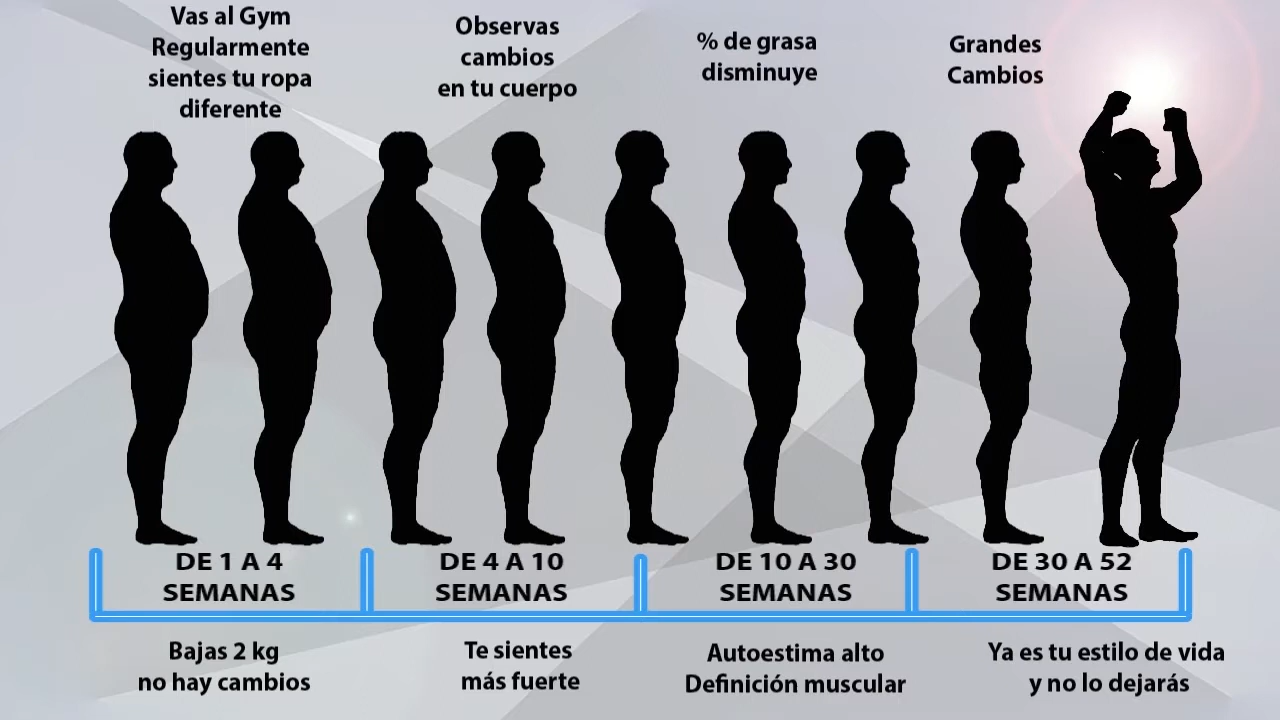 Vas al Gym
Regularmente
sientes tu ropa
diferente
Observas
cambios
en tu cuerpo
% de grasa
disminuye
Grandes
Cambios
DE 1 A 4
SEMANAS
DE 4 A 10
SEMANAS
DE 10 A 30
SEMANAS
DE 30 A 52
SEMANAS
Bajas 2 kg
no hay cambios
Te sientes
más fuerte
Autoestima alto
Definición muscular
Ya es tu estilo de vida
y no lo dejarás